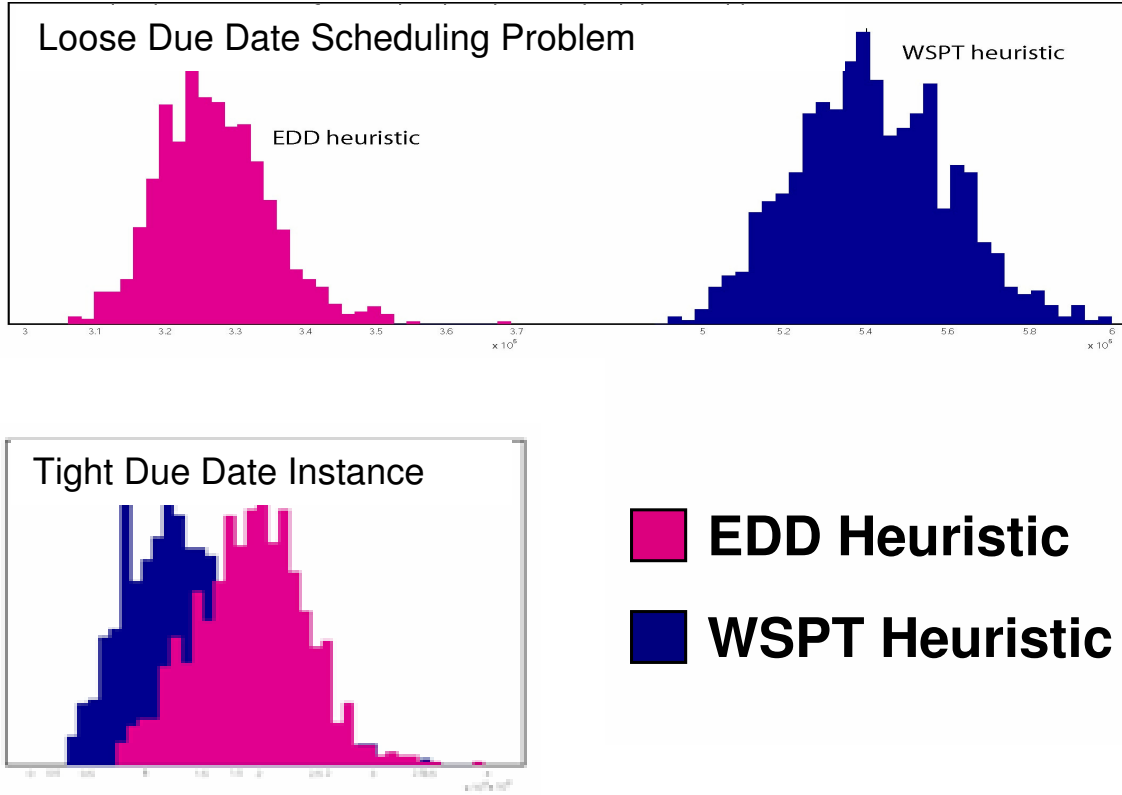 Loose Due Date Scheduling Problem
WSPT heuristic
EDD heuristic
3 3.1 3.2 3.3 3.4 3.5 3.6 3.7
x 10⁶
5 5.2 5.4 5.6 5.8 6
x 10⁶
Tight Due Date Instance
EDD Heuristic
WSPT Heuristic